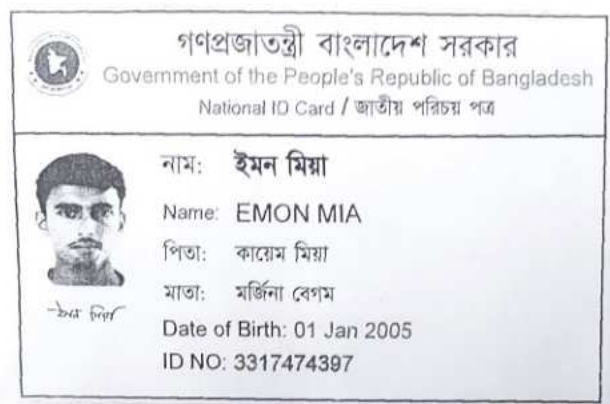 গণপ্রজাতন্ত্রী বাংলাদেশ সরকার
Government of the People's Republic of Bangladesh
National ID Card / জাতীয় পরিচয় পত্র
নাম: ইমন মিয়া
Name: EMON MIA
পিতা: কায়েম মিয়া
মাতা: মর্জিনা বেগম
ইমন মিয়া
Date of Birth: 01 Jan 2005
ID NO: 3317474397